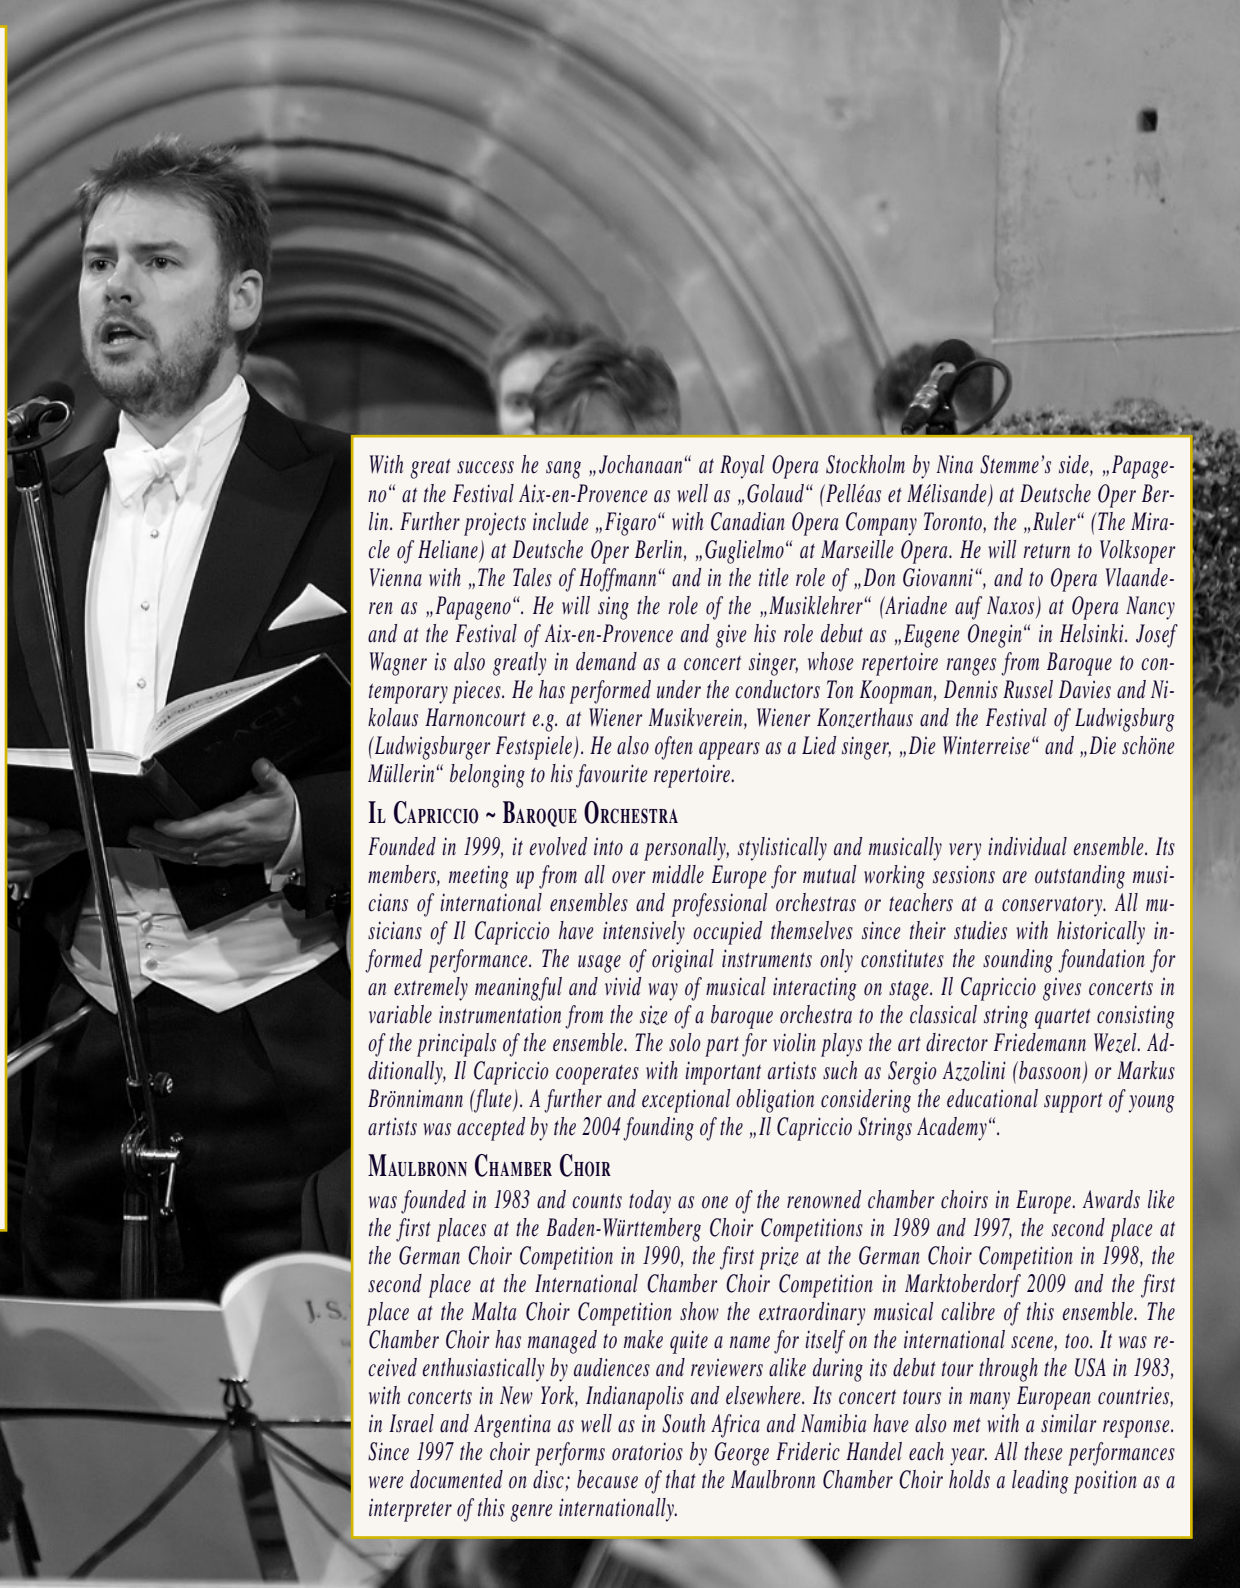 With great success he sang „Jochanaan“ at Royal Opera Stockholm by Nina Stemme’s side, „Papage-
no“ at the Festival Aix-en-Provence as well as „Golaud“ (Pelléas et Mélisande) at Deutsche Oper Ber-
lin. Further projects include „Figaro“ with Canadian Opera Company Toronto, the „Ruler“ (The Mira-
cle of Heliane) at Deutsche Oper Berlin, „Guglielmo“ at Marseille Opera. He will return to Volksoper
Vienna with „The Tales of Hoffmann“ and in the title role of „Don Giovanni“, and to Opera Vlaande-
ren as „Papageno“. He will sing the role of the „Musiklehrer“ (Ariadne auf Naxos) at Opera Nancy
and at the Festival of Aix-en-Provence and give his role debut as „Eugene Onegin“ in Helsinki. Josef
Wagner is also greatly in demand as a concert singer, whose repertoire ranges from Baroque to con-
temporary pieces. He has performed under the conductors Ton Koopman, Dennis Russel Davies and Ni-
kolaus Harnoncourt e.g. at Wiener Musikverein, Wiener Konzerthaus and the Festival of Ludwigsburg
(Ludwigsburger Festspiele). He also often appears as a Lied singer, „Die Winterreise“ and „Die schöne
Müllerin“ belonging to his favourite repertoire.
Il Capriccio ~ Baroque Orchestra
Founded in 1999, it evolved into a personally, stylistically and musically very individual ensemble. Its
members, meeting up from all over middle Europe for mutual working sessions are outstanding musi-
cians of international ensembles and professional orchestras or teachers at a conservatory. All mu-
sicians of Il Capriccio have intensively occupied themselves since their studies with historically in-
formed performance. The usage of original instruments only constitutes the sounding foundation for
an extremely meaningful and vivid way of musical interacting on stage. Il Capriccio gives concerts in
variable instrumentation from the size of a baroque orchestra to the classical string quartet consisting
of the principals of the ensemble. The solo part for violin plays the art director Friedemann Wezel. Ad-
ditionally, Il Capriccio cooperates with important artists such as Sergio Azzolini (bassoon) or Markus
Brönnimann (flute). A further and exceptional obligation considering the educational support of young
artists was accepted by the 2004 founding of the „Il Capriccio Strings Academy“.
Maulbronn Chamber Choir
was founded in 1983 and counts today as one of the renowned chamber choirs in Europe. Awards like
the first places at the Baden-Württemberg Choir Competitions in 1989 and 1997, the second place at
the German Choir Competition in 1990, the first prize at the German Choir Competition in 1998, the
second place at the International Chamber Choir Competition in Marktoberdorf 2009 and the first
place at the Malta Choir Competition show the extraordinary musical calibre of this ensemble. The
Chamber Choir has managed to make quite a name for itself on the international scene, too. It was re-
ceived enthusiastically by audiences and reviewers alike during its debut tour through the USA in 1983,
with concerts in New York, Indianapolis and elsewhere. Its concert tours in many European countries,
in Israel and Argentina as well as in South Africa and Namibia have also met with a similar response.
Since 1997 the choir performs oratorios by George Frideric Handel each year. All these performances
were documented on disc; because of that the Maulbronn Chamber Choir holds a leading position as a
interpreter of this genre internationally.
J. S.